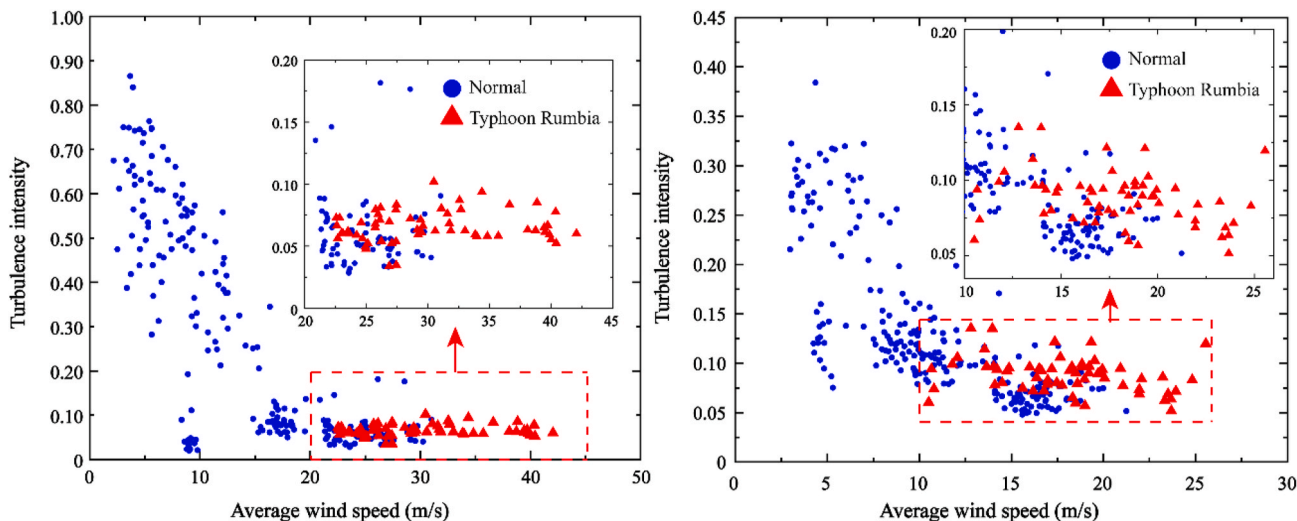 1.00
0.90
0.80
0.70
0.60
0.50
0.40
0.30
0.20
0.10
0
Turbulence intensity
0 10 20 30 40 50
Average wind speed (m/s)
0.20
0.15
0.10
0.05
0
20 25 30 35 40 45
Normal
Typhoon Rumbia
0.45
0.40
0.35
0.30
0.25
0.20
0.15
0.10
0.05
0
Turbulence intensity
0 5 10 15 20 25 30
Average wind speed (m/s)
0.20
0.15
0.10
0.05
10 15 20 25
Normal
Typhoon Rumbia